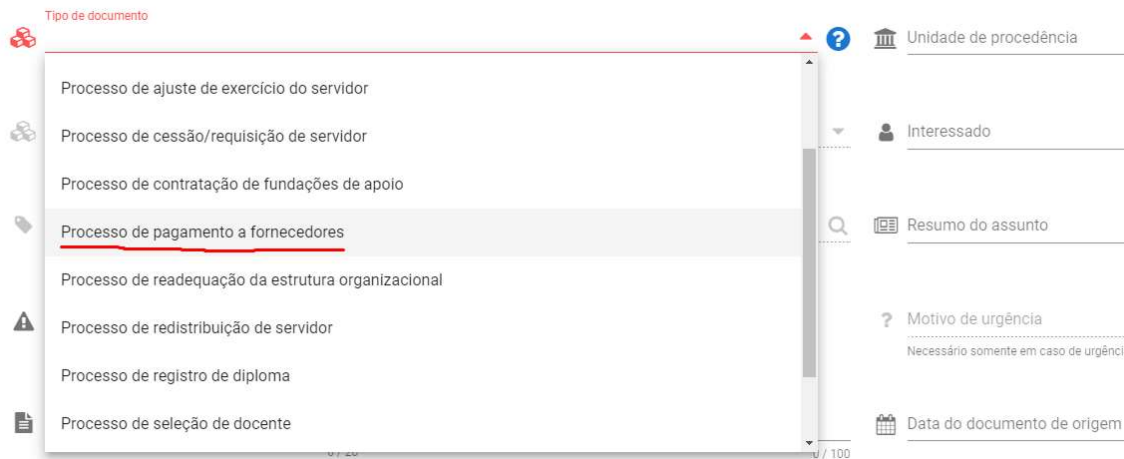 Tipo de documento
Unidade de procedência
Processo de ajuste de exercício do servidor
Processo de cessão/requisição de servidor
Interessado
Processo de contratação de fundações de apoio
Processo de pagamento a fornecedores
Resumo do assunto
Processo de readequação da estrutura organizacional
Processo de redistribuição de servidor
Motivo de urgência
Necessário somente em caso de urgênci
Processo de registro de diploma
Processo de seleção de docente
Data do documento de origem
0 / 20
0 / 100